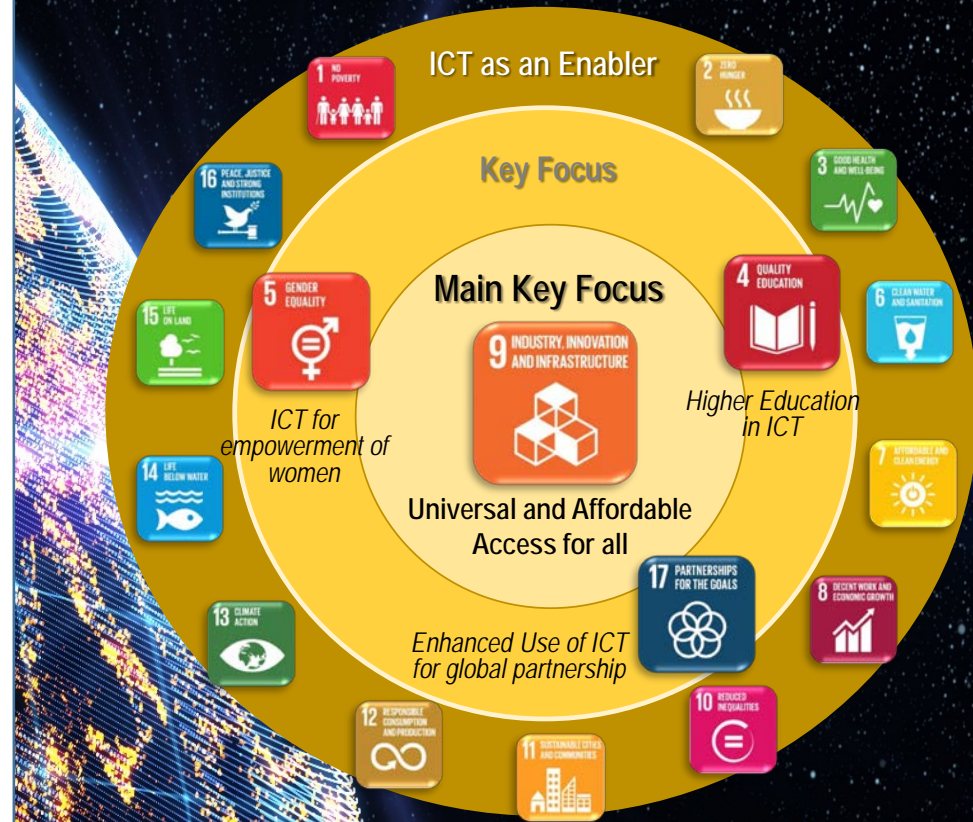 ICT as an Enabler
1 NO
POVERTY
2 ZERO
HUNGER
3 GOOD HEALTH
AND WELL-BEING
16 PEACE, JUSTICE
AND STRONG
INSTITUTIONS
Key Focus
Main Key Focus
5 GENDER
EQUALITY
4 QUALITY
EDUCATION
6 CLEAN WATER
AND SANITATION
15 LIFE
ON LAND
9 INDUSTRY, INNOVATION
AND INFRASTRUCTURE
ICT for
empowerment of
women
Higher Education
in ICT
14 LIFE
BELOW WATER
7 AFFORDABLE AND
CLEAN ENERGY
Universal and Affordable
Access for all
17 PARTNERSHIPS
FOR THE GOALS
8 DECENT WORK AND
ECONOMIC GROWTH
13 CLIMATE
ACTION
Enhanced Use of ICT
for global partnership
10 REDUCED
INEQUALITIES
12 RESPONSIBLE
CONSUMPTION
AND PRODUCTION
11 SUSTAINABLE CITIES
AND COMMUNITIES